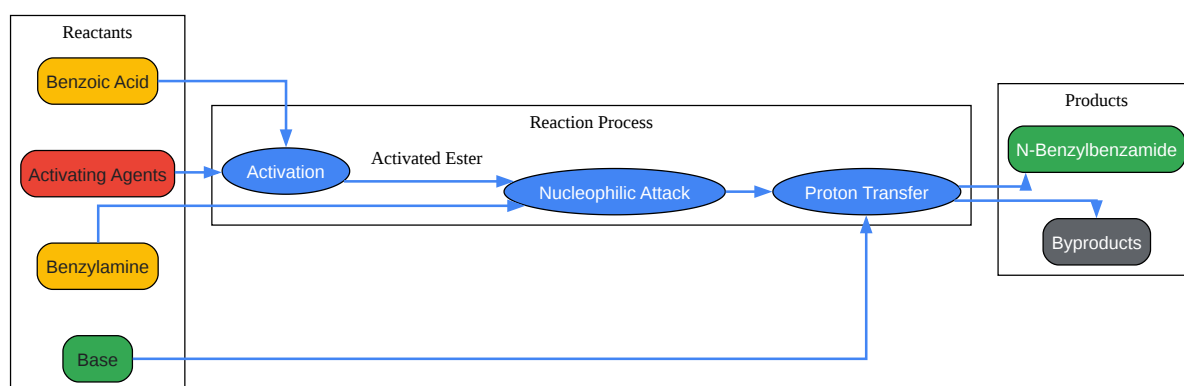 Reactants
Benzoic Acid
Activating Agents
Benzylamine
Base
Reaction Process
Activation
Activated Ester
Nucleophilic Attack
Proton Transfer
Products
N-Benzylbenzamide
Byproducts